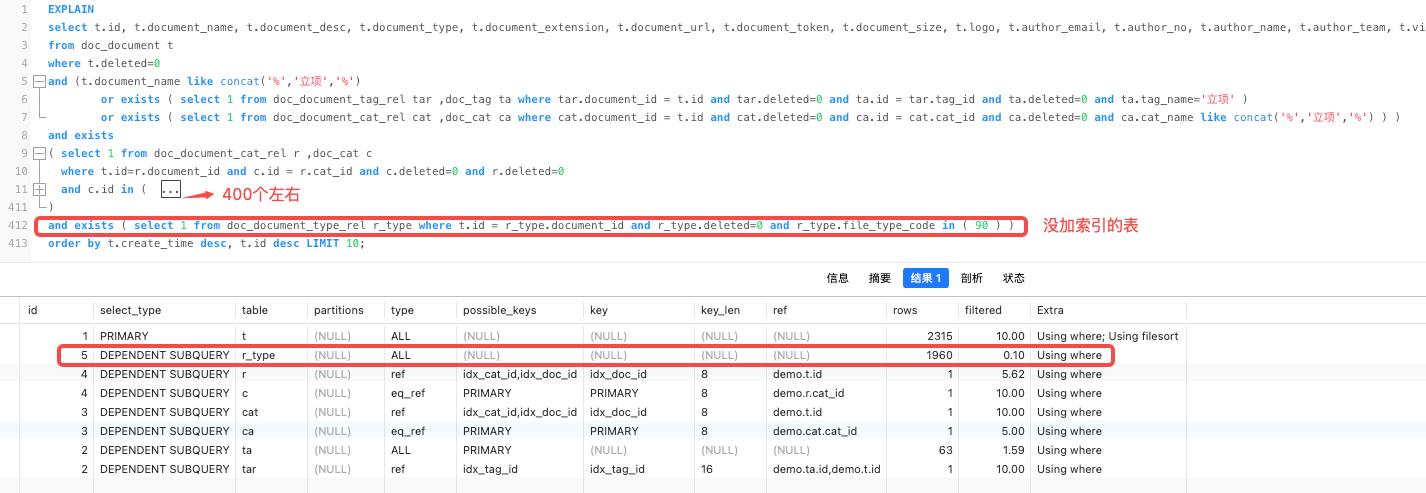 1 EXPLAIN
2 select t.id, t.document_name, t.document_desc, t.document_type, t.document_extension, t.document_url, t.document_token, t.document_size, t.logo, t.author_email, t.author_no, t.author_name, t.author_team, t.vi
3 from doc_document t
4 where t.deleted=0
5 and (t.document_name like concat('%','立项','%')
6 or exists ( select 1 from doc_document_tag_rel tar ,doc_tag ta where tar.document_id = t.id and tar.deleted=0 and ta.id = tar.tag_id and ta.deleted=0 and ta.tag_name='立项' )
7 or exists ( select 1 from doc_document_cat_rel cat ,doc_cat ca where cat.document_id = t.id and cat.deleted=0 and ca.id = cat.cat_id and ca.deleted=0 and ca.cat_name like concat('%','立项','%') ) )
8 and exists
9 ( select 1 from doc_document_cat_rel r ,doc_cat c
10 where t.id=r.document_id and c.id = r.cat_id and c.deleted=0 and r.deleted=0
11 and c.id in ( ... 400个左右
411 )
412 and exists ( select 1 from doc_document_type_rel r_type where t.id = r_type.document_id and r_type.deleted=0 and r_type.file_type_code in ( 90 ) ) 没加索引的表
413 order by t.create_time desc, t.id desc LIMIT 10;
信息 摘要 结果 1 剖析 状态
id select_type table partitions type possible_keys key key_len ref rows filtered Extra
1 PRIMARY t (NULL) ALL (NULL) (NULL) (NULL) (NULL) 2315 10.00 Using where; Using filesort
5 DEPENDENT SUBQUERY r_type (NULL) ALL (NULL) (NULL) (NULL) (NULL) 1960 0.10 Using where
4 DEPENDENT SUBQUERY r (NULL) ref idx_cat_id,idx_doc_id idx_doc_id 8 demo.t.id 1 5.62 Using where
4 DEPENDENT SUBQUERY c (NULL) eq_ref PRIMARY PRIMARY 8 demo.r.cat_id 1 10.00 Using where
3 DEPENDENT SUBQUERY cat (NULL) ref idx_cat_id,idx_doc_id idx_doc_id 8 demo.t.id 1 10.00 Using where
3 DEPENDENT SUBQUERY ca (NULL) eq_ref PRIMARY PRIMARY 8 demo.cat.cat_id 1 5.00 Using where
2 DEPENDENT SUBQUERY ta (NULL) ALL PRIMARY (NULL) (NULL) (NULL) 63 1.59 Using where
2 DEPENDENT SUBQUERY tar (NULL) ref idx_tag_id idx_tag_id 16 demo.ta.id,demo.t.id 1 10.00 Using where